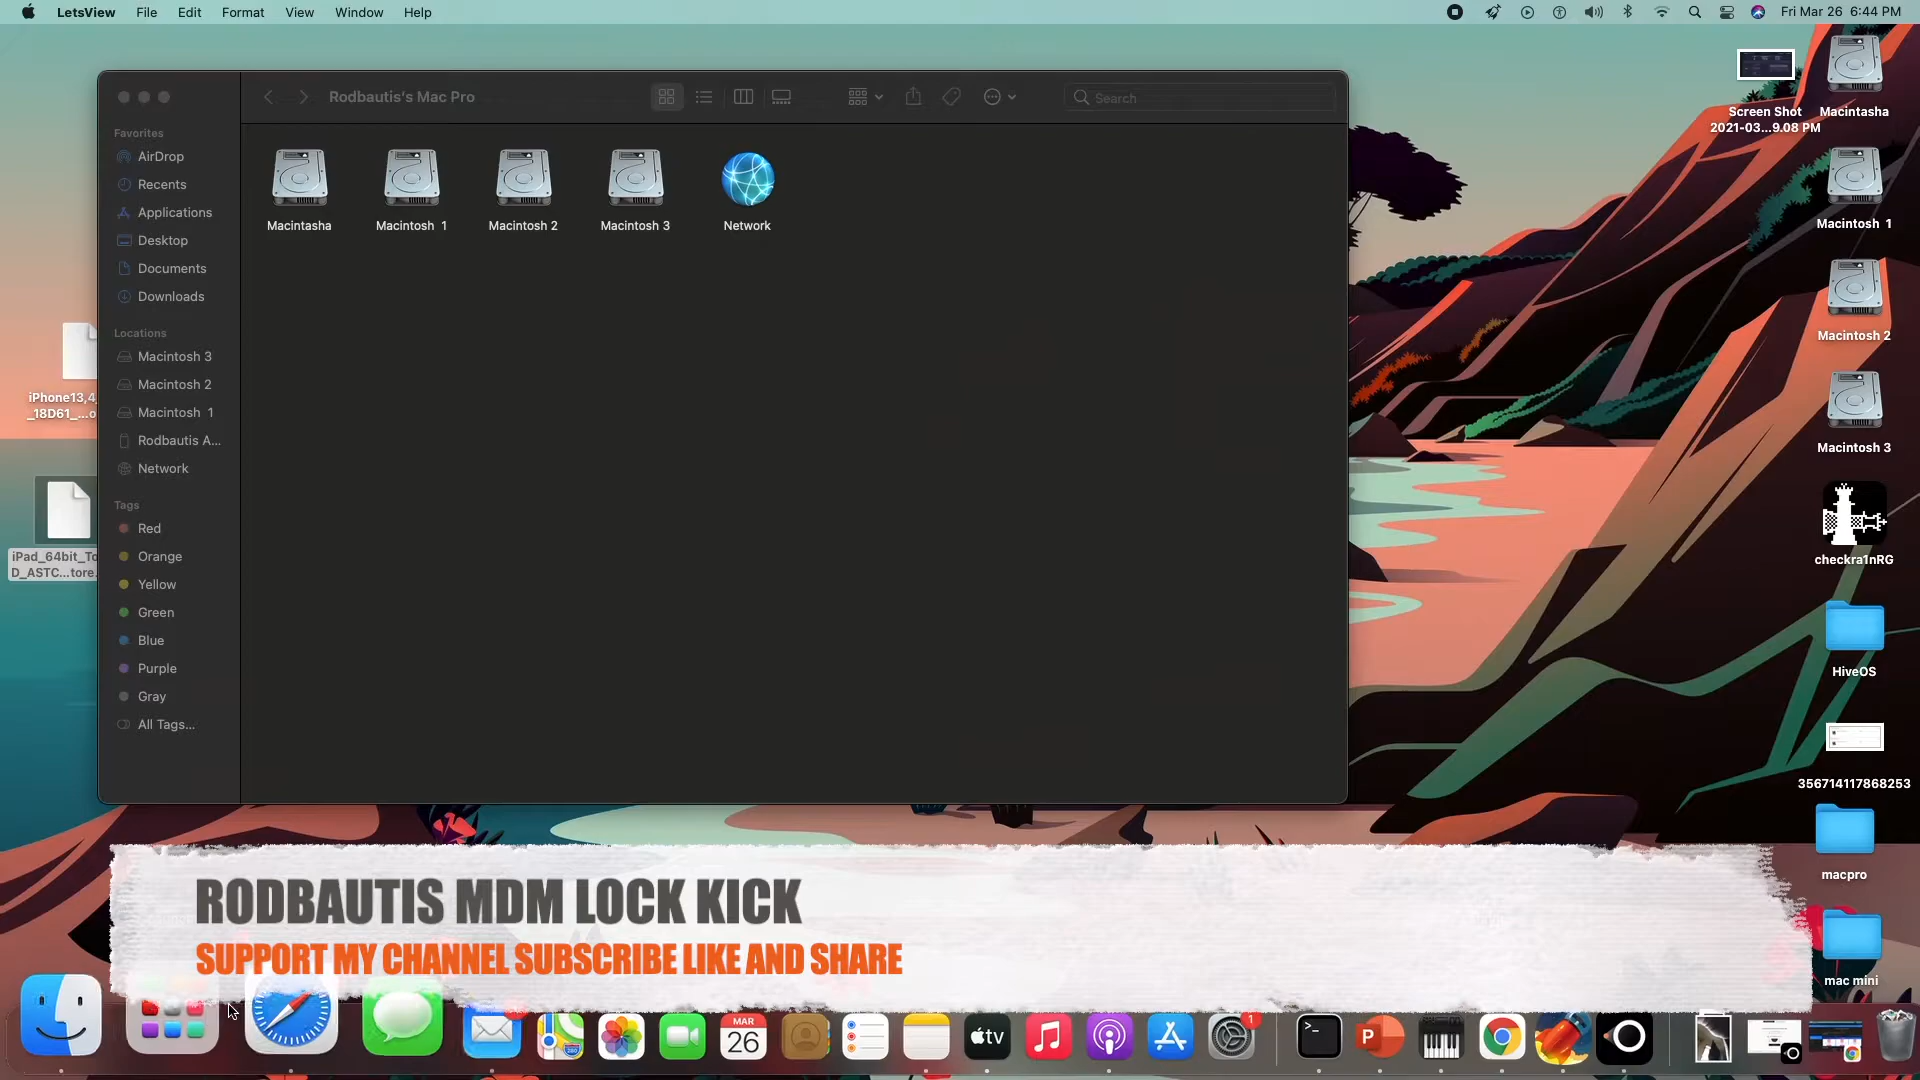 LetsView File Edit Format View Window Help
Fri Mar 26 6:44 PM
Rodbautis's Mac Pro
Search
Favorites
AirDrop
Recents
Applications
Desktop
Documents
Downloads
Locations
Macintosh 3
Macintosh 2
Macintosh 1
Rodbautis A...
Network
Tags
Red
Orange
Yellow
Green
Blue
Purple
Gray
All Tags...
Macintasha
Macintosh 1
Macintosh 2
Macintosh 3
Network
iPhone13,4
_18D61_...o
iPad_64bit_To
D_ASTC...tore.
Screen Shot
2021-03...9.08 PM
Macintasha
Macintosh 1
Macintosh 2
Macintosh 3
checkra1nRG
HiveOS
356714117868253
macpro
mac mini
RODBAUTIS MDM LOCK KICK
SUPPORT MY CHANNEL SUBSCRIBE LIKE AND SHARE
MAR
26
280
tv
1
>_
P